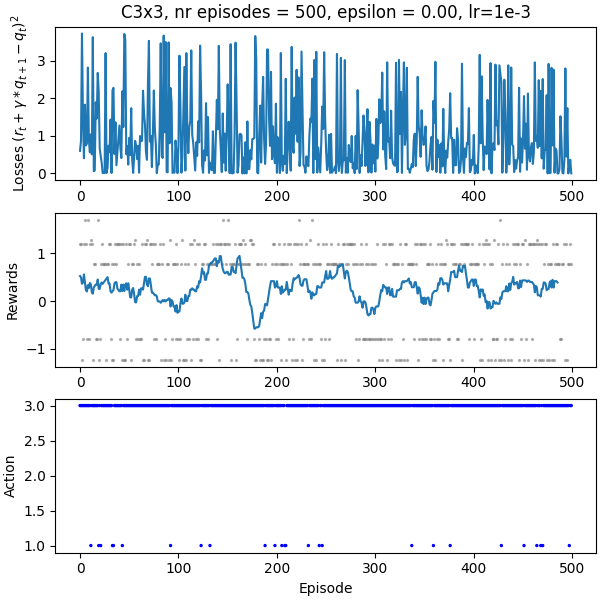 C3x3, nr episodes = 500, epsilon = 0.00, lr=1e-3
Losses (r_t + γ * q_{t+1} − q_t)^2
3
2
1
0
0 100 200 300 400 500
Rewards
1
0
−1
0 100 200 300 400 500
Action
3.0
2.5
2.0
1.5
1.0
0 100 200 300 400 500
Episode